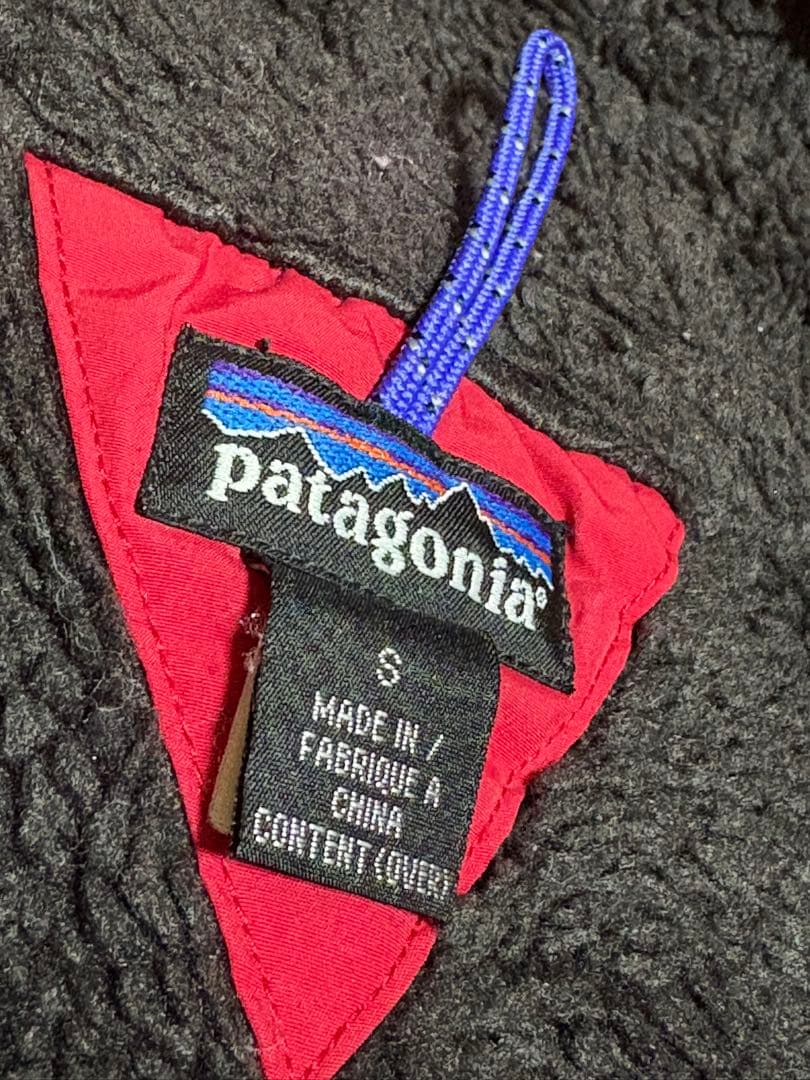 patagonia®
S
MADE IN /
FABRIQUE A
CHINA
CONTENT (OVER)